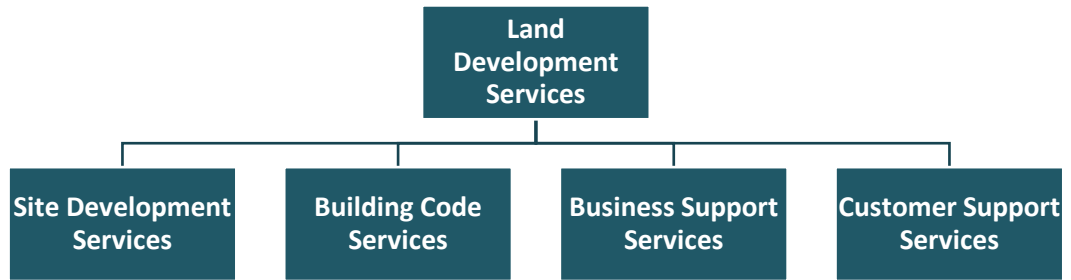 Land
Development
Services
Site Development
Services
Building Code
Services
Business Support
Services
Customer Support
Services